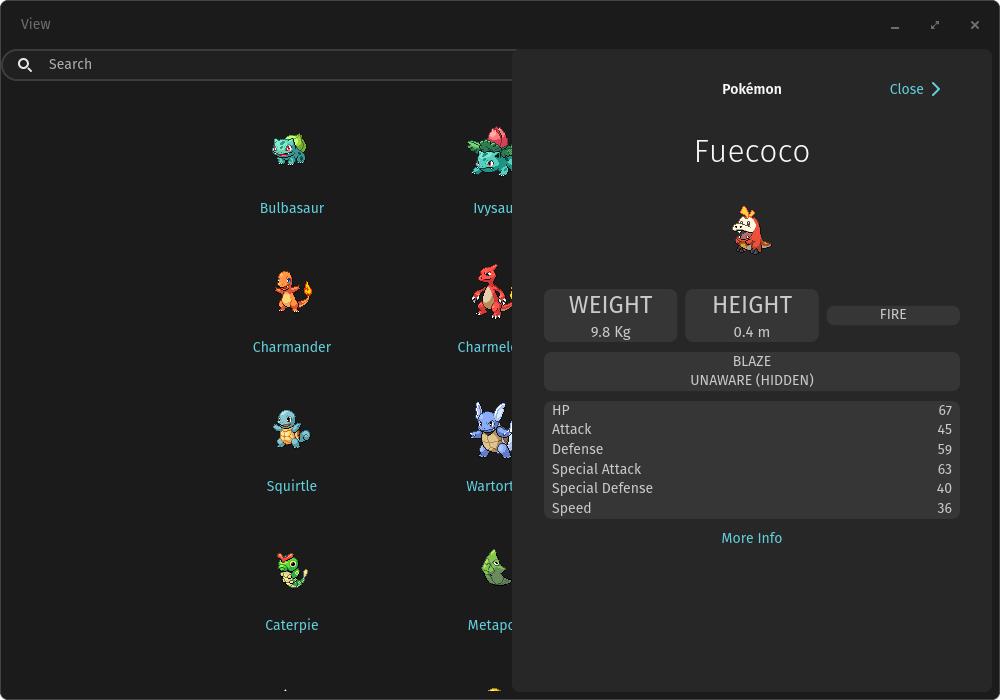 View
Search
Bulbasaur
Ivysau
Charmander
Charmele
Squirtle
Wartort
Caterpie
Metapo
Pokémon
Close
Fuecoco
WEIGHT
9.8 Kg
HEIGHT
0.4 m
FIRE
BLAZE
UNAWARE (HIDDEN)
HP 67
Attack 45
Defense 59
Special Attack 63
Special Defense 40
Speed 36
More Info